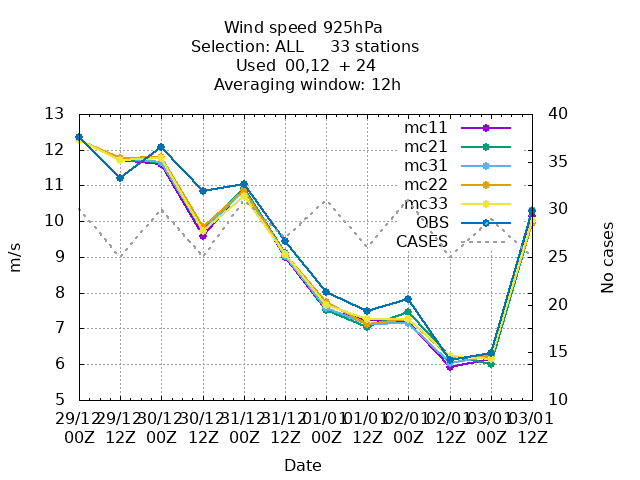 Wind speed 925hPa
Selection: ALL 33 stations
Used 00,12 + 24
Averaging window: 12h
13
12
11
10
9
8
7
6
5
m/s
40
35
30
25
20
15
10
No cases
mc11
mc21
mc31
mc22
mc33
OBS
CASES
29/12 29/12 30/12 30/12 31/12 31/12 01/01 01/01 02/01 02/01 03/01 03/01
00Z 12Z 00Z 12Z 00Z 12Z 00Z 12Z 00Z 12Z 00Z 12Z
Date